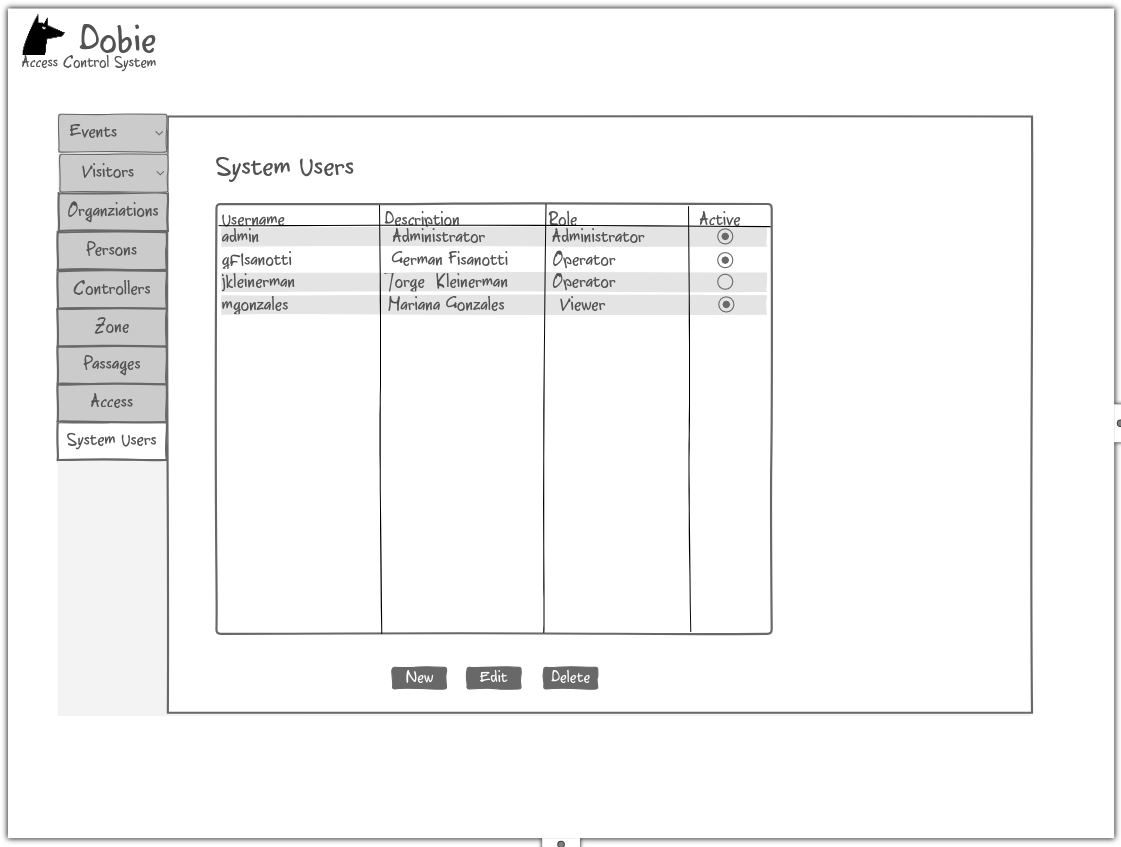 Dobie
Access Control System
Events
Visitors
Organziations
Persons
Controllers
Zone
Passages
Access
System Users
System Users
Username Description Role Active
admin Administrator Administrator
gFIsanotti German Fisanotti Operator
jkleinerman Jorge Kleinerman Operator
mgonzales Mariana Gonzales Viewer
New Edit Delete